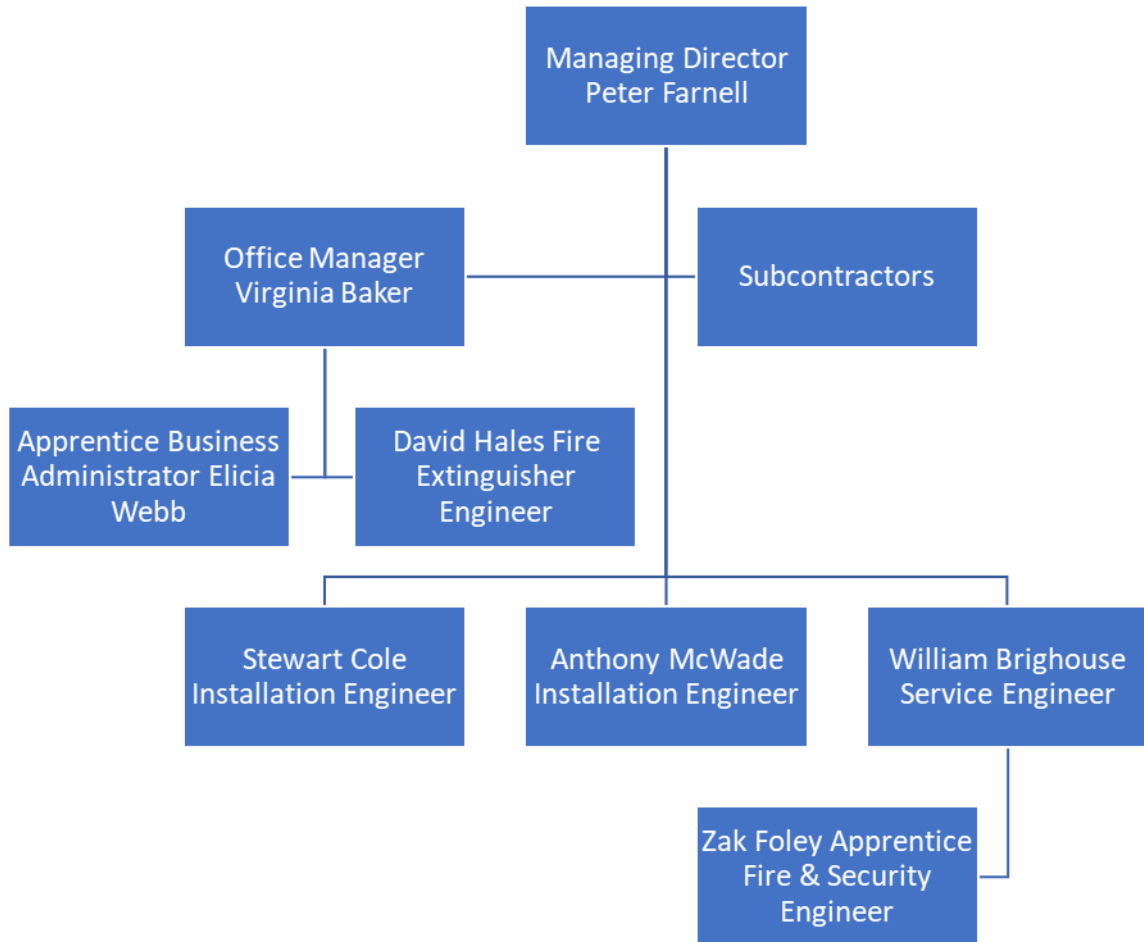 Managing Director
Peter Farnell
Office Manager
Virginia Baker
Subcontractors
Apprentice Business
Administrator Elicia
Webb
David Hales Fire
Extinguisher
Engineer
Stewart Cole
Installation Engineer
Anthony McWade
Installation Engineer
William Brighouse
Service Engineer
Zak Foley Apprentice
Fire & Security
Engineer